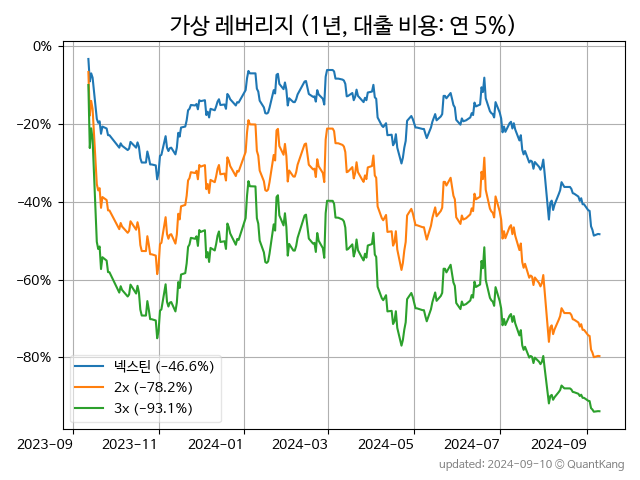 가상 레버리지 (1년, 대출 비용: 연 5%)
0%
−20%
−40%
−60%
−80%
넥스틴 (−46.6%)
2x (−78.2%)
3x (−93.1%)
2023−09 2023−11 2024−01 2024−03 2024−05 2024−07 2024−09
updated: 2024−09−10 © QuantKang